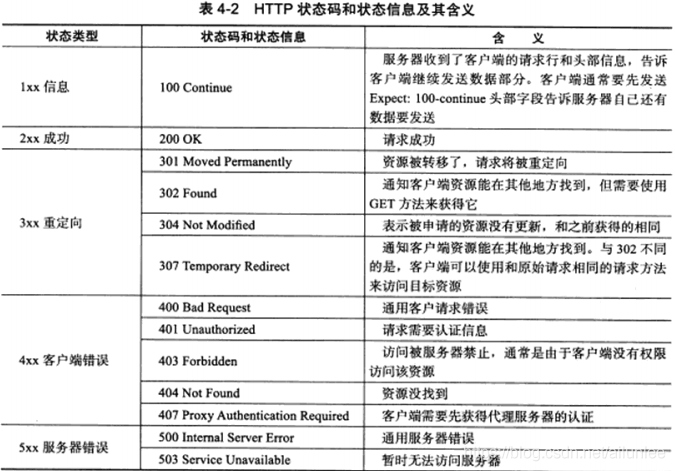 表 4-2 HTTP 状态码和状态信息及其含义
状态类型 状态码和状态信息 含 义
1xx 信息 100 Continue 服务器收到了客户端的请求行和头部信息，告诉
客户端继续发送数据部分。客户端通常要先发送
Expect: 100-continue 头部字段告诉服务器自己还有
数据要发送
2xx 成功 200 OK 请求成功
3xx 重定向 301 Moved Permanently 资源被转移了，请求将被重定向
302 Found 通知客户端资源能在其他地方找到，但需要使用
GET 方法来获得它
304 Not Modified 表示被申请的资源没有更新，和之前获得的相同
307 Temporary Redirect 通知客户端资源能在其他地方找到。与 302 不同
的是，客户端可以使用和原始请求相同的请求方法
来访问目标资源
4xx 客户端错误 400 Bad Request 通用客户请求错误
401 Unauthorized 请求需要认证信息
403 Forbidden 访问被服务器禁止，通常是由于客户端没有权限
访问该资源
404 Not Found 资源没找到
407 Proxy Authentication Required 客户端需要先获得代理服务器的认证
5xx 服务器错误 500 Internal Server Error 通用服务器错误
503 Service Unavailable 暂时无法访问服务器